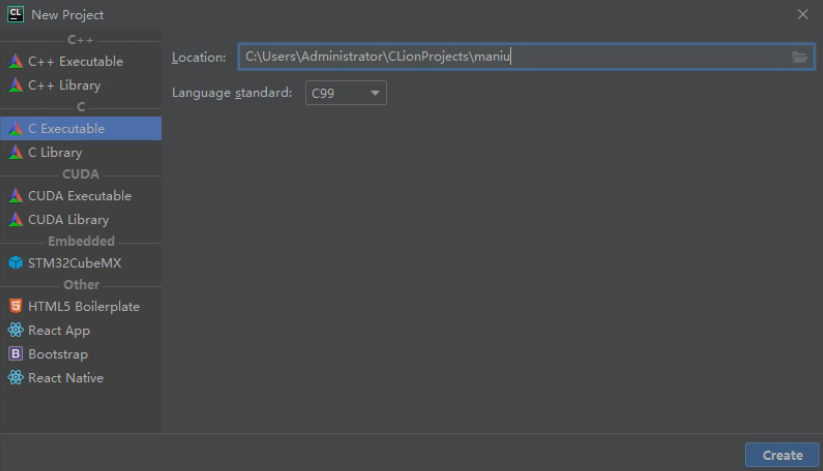 CL New Project
C++
C++ Executable
C++ Library
C
C Executable
C Library
CUDA
CUDA Executable
CUDA Library
Embedded
STM32CubeMX
Other
5 HTML5 Boilerplate
React App
B Bootstrap
React Native
Location: C:\Users\Administrator\CLionProjects\maniu
Language standard: C99
Create